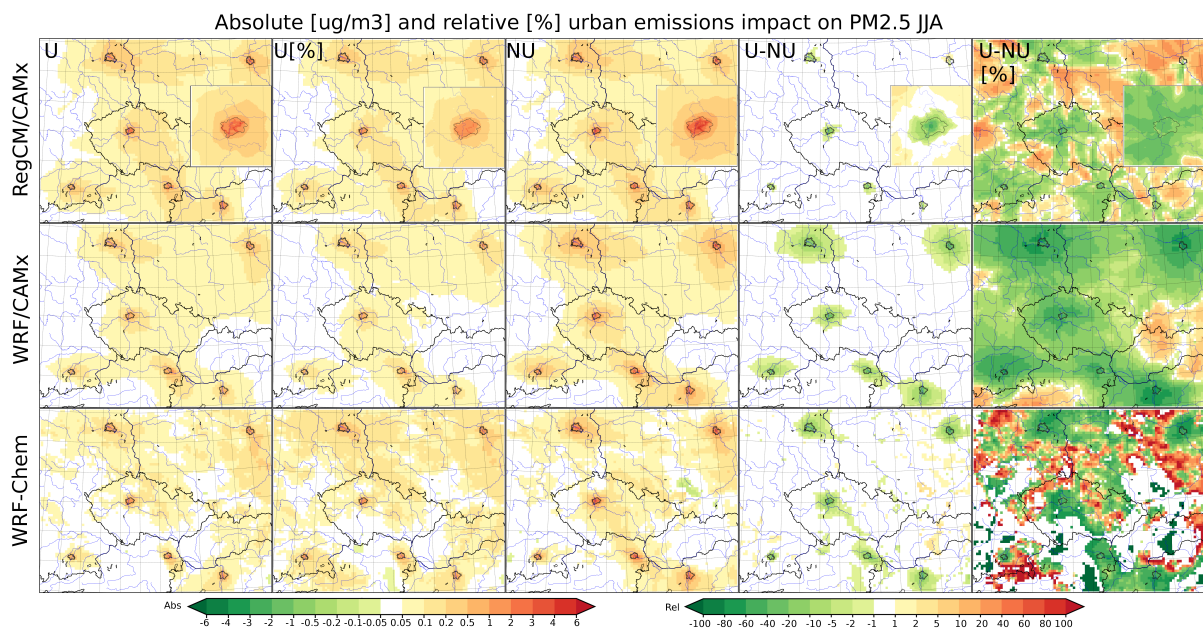 Absolute [ug/m3] and relative [%] urban emissions impact on PM2.5 JJA
U
U[%]
NU
U-NU
U-NU
[%]
RegCM/CAMx
WRF/CAMx
WRF-Chem
Abs
-6 -4 -3 -2 -1 -0.5 -0.2 -0.1 -0.05 0.05 0.1 0.2 0.5 1 2 3 4 6
Rel
-100 -80 -60 -40 -20 -10 -5 -2 -1 1 2 5 10 20 40 60 80 100